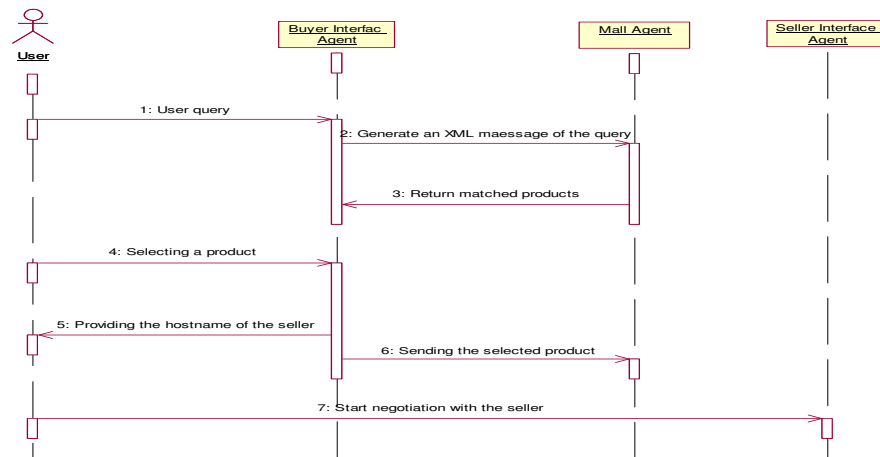 User
Buyer Interfac
Agent
Mall Agent
Seller Interface
Agent
1: User query
2: Generate an XML maessage of the query
3: Return matched products
4: Selecting a product
5: Providing the hostname of the seller
6: Sending the selected product
7: Start negotiation with the seller